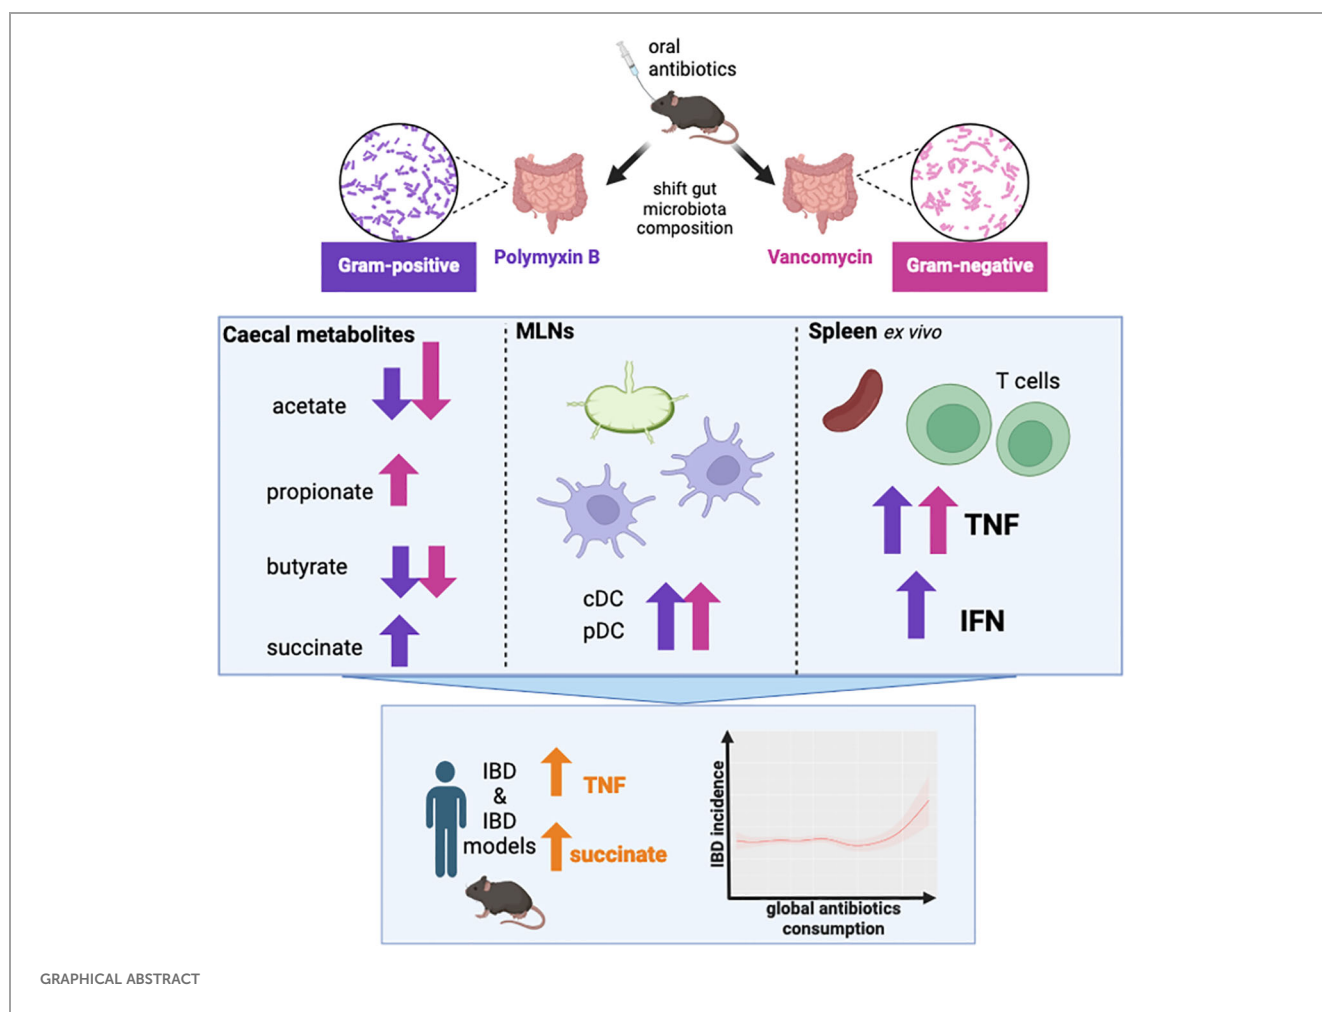 oral
antibiotics
shift gut
microbiota
composition
Gram-positive
Polymyxin B
Vancomycin
Gram-negative
Caecal metabolites
acetate
propionate
butyrate
succinate
MLNs
cDC
pDC
Spleen ex vivo
T cells
TNF
IFN
IBD
&
IBD
models
TNF
succinate
IBD incidence
global antibiotics
consumption
GRAPHICAL ABSTRACT